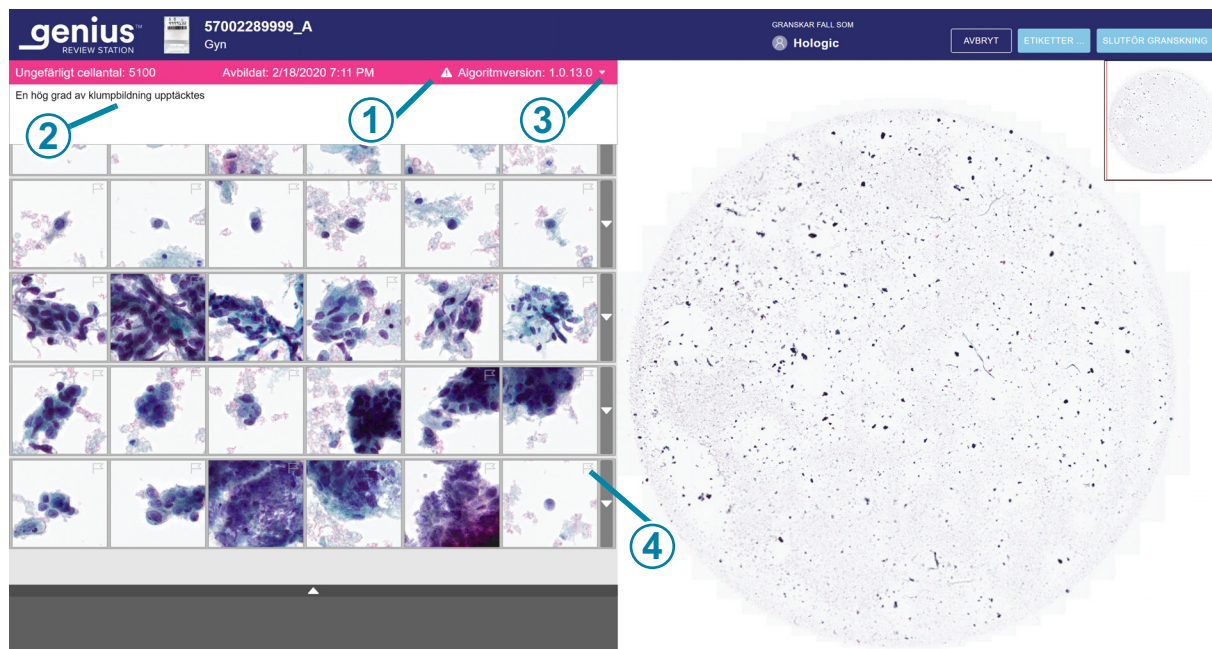 genius™
REVIEW STATION
57002289999_A
Gyn
GRANSKAR FALL SOM
Hologic
AVBRYT
ETIKETTER ...
SLUTFÖR GRANSKNING
Ungefärligt cellantal: 5100
Avbildat: 2/18/2020 7:11 PM
Algoritmversion: 1.0.13.0
En hög grad av klumpbildning upptäcktes
1
2
3
4